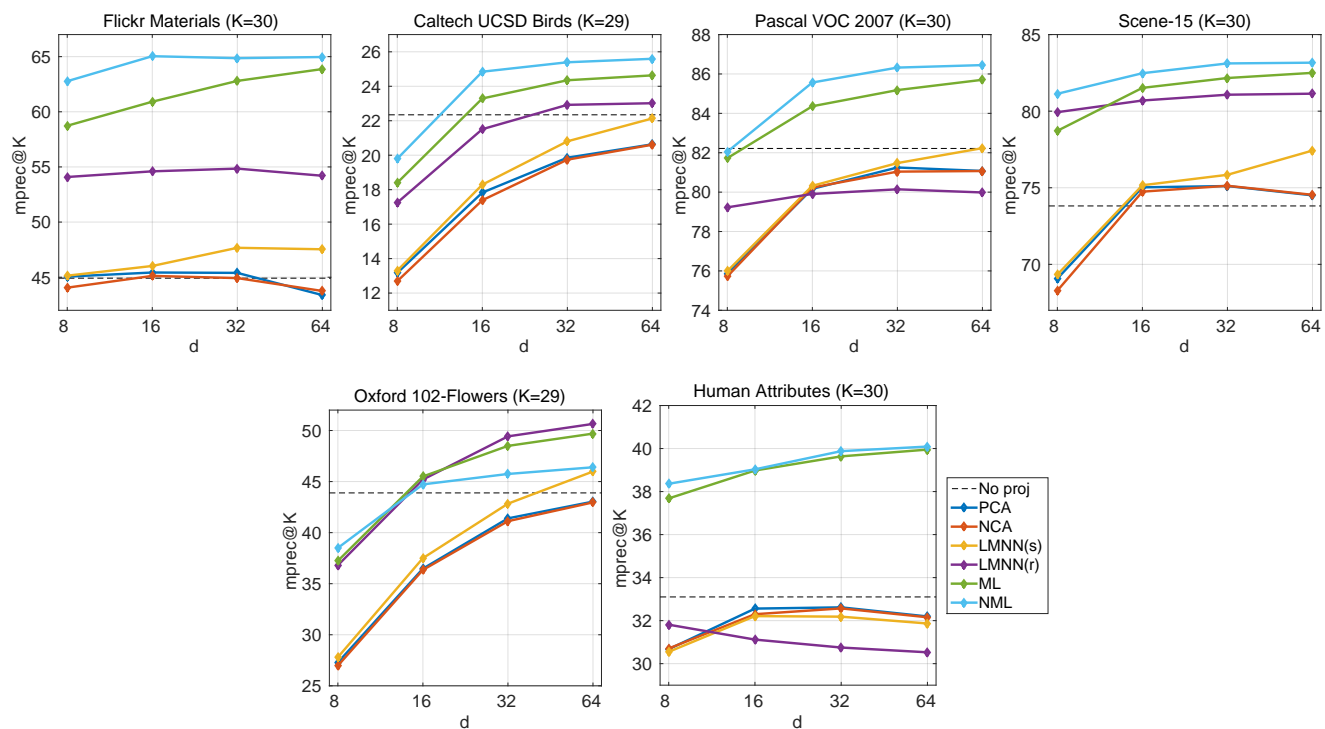 Flickr Materials (K=30)
mprec@K
65
60
55
50
45
8 16 32 64
d
Caltech UCSD Birds (K=29)
mprec@K
26
24
22
20
18
16
14
12
8 16 32 64
d
Pascal VOC 2007 (K=30)
mprec@K
88
86
84
82
80
78
76
74
8 16 32 64
d
Scene-15 (K=30)
mprec@K
85
80
75
70
8 16 32 64
d
Oxford 102-Flowers (K=29)
mprec@K
50
45
40
35
30
25
8 16 32 64
d
Human Attributes (K=30)
mprec@K
42
40
38
36
34
32
30
8 16 32 64
d
No proj
PCA
NCA
LMNN(s)
LMNN(r)
ML
NML